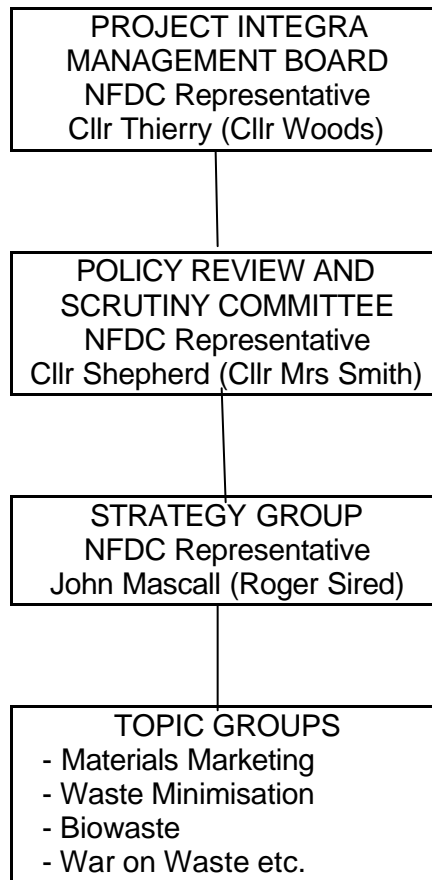 PROJECT INTEGRA
MANAGEMENT BOARD
NFDC Representative
Cllr Thierry (Cllr Woods)
POLICY REVIEW AND
SCRUTINY COMMITTEE
NFDC Representative
Cllr Shepherd (Cllr Mrs Smith)
STRATEGY GROUP
NFDC Representative
John Mascall (Roger Sired)
TOPIC GROUPS
- Materials Marketing
- Waste Minimisation
- Biowaste
- War on Waste etc.